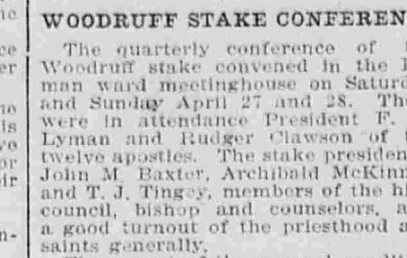 WOODRUFF STAKE CONFEREN
The quarterly conference of
Woodruff stake convened in the
man ward meetinghouse on Saturd
and Sunday April 27 and 28. The
were in attendance President F.
Lyman and Rudger Clawson of
twelve apostles. The stake presiden
John M. Baxter, Archibald McKinn
and T. J. Tingey, members of the hi
council, bishop and counselors, a
a good turnout of the priesthood a
saints generally.